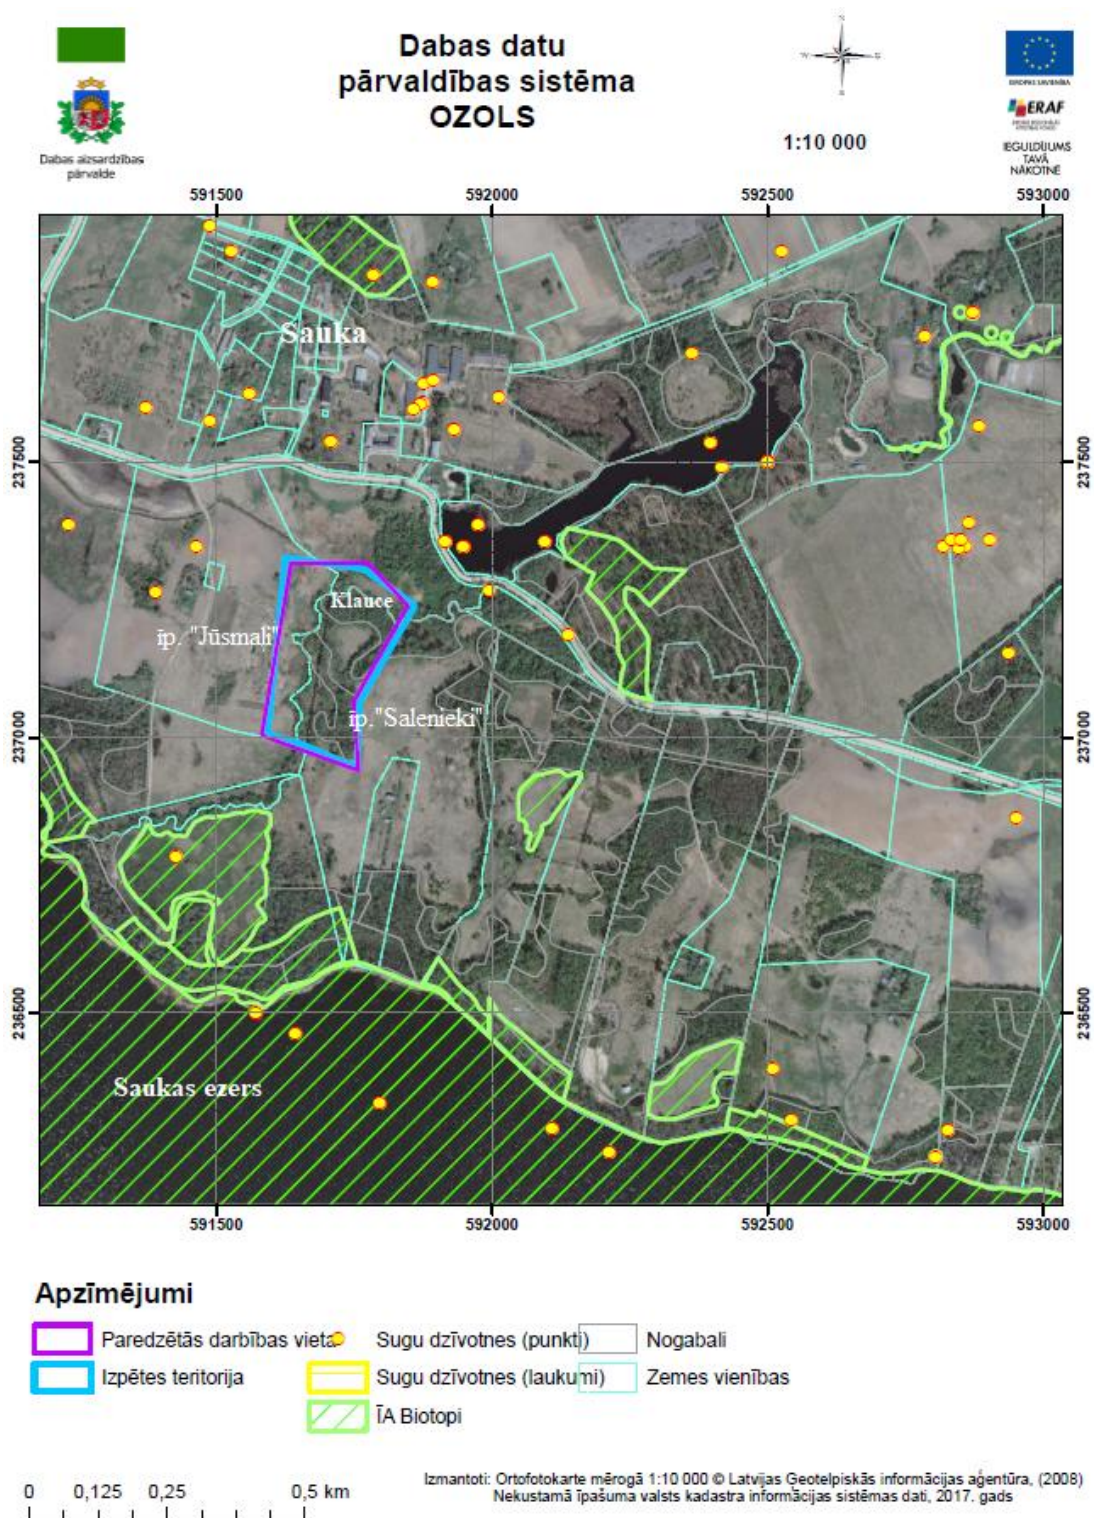 Dabas datu
pārvaldības sistēma
OZOLS
Dabas aizsardzības
pārvalde
N
W
S
1:10 000
EIROPAS SAVIENĪBA
ERAF
IEGULDĪJUMS
TAVĀ
NĀKOTNĒ
591500
592000
592500
593000
Sauka
237500
237500
Klauce
īp. "Jūsmaļi"
īp."Salenieki"
237000
237000
236500
236500
Saukas ezers
591500
592000
592500
593000
Apzīmējumi
Paredzētās darbības vieta
Sugu dzīvotnes (punkti)
Nogabali
Izpētes teritorija
Sugu dzīvotnes (laukumi)
Zemes vienības
ĪA Biotopi
0 0,125 0,25 0,5 km
Izmantoti: Ortofotokarte mērogā 1:10 000 © Latvijas Ģeotelpiskās informācijas aģentūra, (2008)
Nekustamā īpašuma valsts kadastra informācijas sistēmas dati, 2017. gads